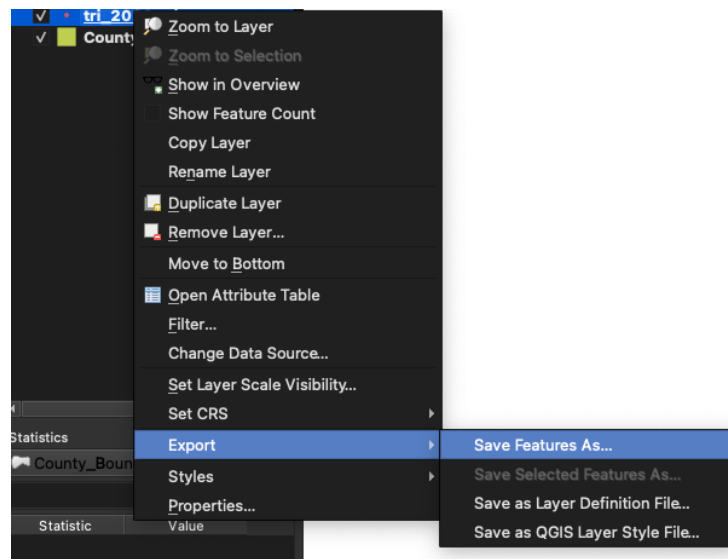 tri_20
Zoom to Layer
County
Zoom to Selection
Show in Overview
Show Feature Count
Copy Layer
Rename Layer
Duplicate Layer
Remove Layer...
Move to Bottom
Open Attribute Table
Filter...
Change Data Source...
Set Layer Scale Visibility...
Set CRS
Statistics
Export
Save Features As...
County_Boun
Styles
Save Selected Features As...
Properties...
Save as Layer Definition File...
Statistic
Value
Save as QGIS Layer Style File...